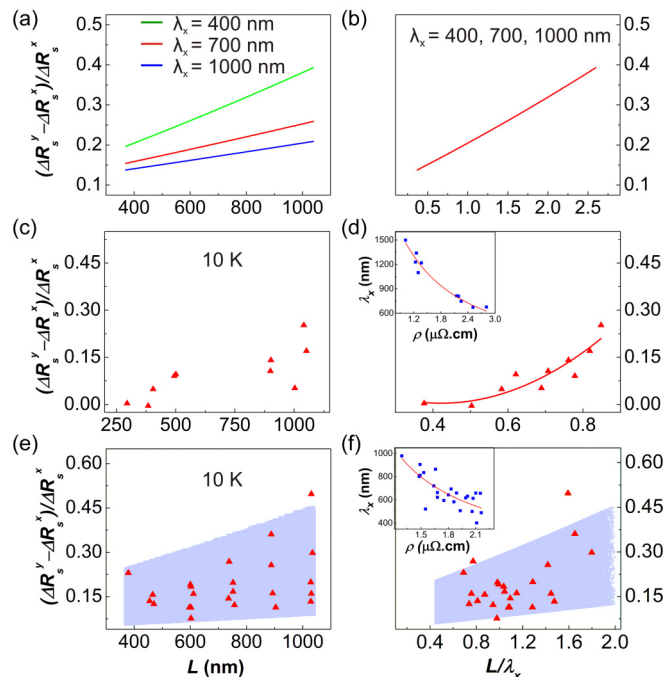 (a)
λx = 400 nm
λx = 700 nm
λx = 1000 nm
0.5
0.4
0.3
0.2
0.1
(ΔRsy −ΔRsx)/ΔRsx
400 600 800 1000
(b)
λx = 400, 700, 1000 nm
0.5
0.4
0.3
0.2
0.1
0.5 1.0 1.5 2.0 2.5
(c)
10 K
0.45
0.30
0.15
0.00
(ΔRsy −ΔRsx)/ΔRsx
250 500 750 1000
(d)
1500
1200
900
600
λx (nm)
1.2 1.8 2.4 3.0
ρ (μΩ.cm)
0.45
0.30
0.15
0.00
0.4 0.6 0.8 1.0
(e)
10 K
0.60
0.45
0.30
0.15
(ΔRsy −ΔRsx)/ΔRsx
400 600 800 1000
L (nm)
(f)
1000
800
600
400
λx (nm)
1.5 1.8 2.1
ρ (μΩ.cm)
0.60
0.45
0.30
0.15
0.4 0.8 1.2 1.6 2.0
L/λx